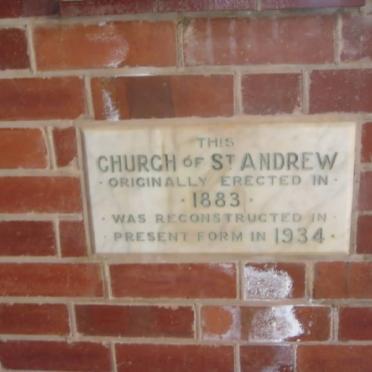 THIS
CHURCH OF ST ANDREW
· ORIGINALLY ERECTED IN ·
· 1883 ·
· WAS RECONSTRUCTED IN ·
· PRESENT FORM IN 1934 ·